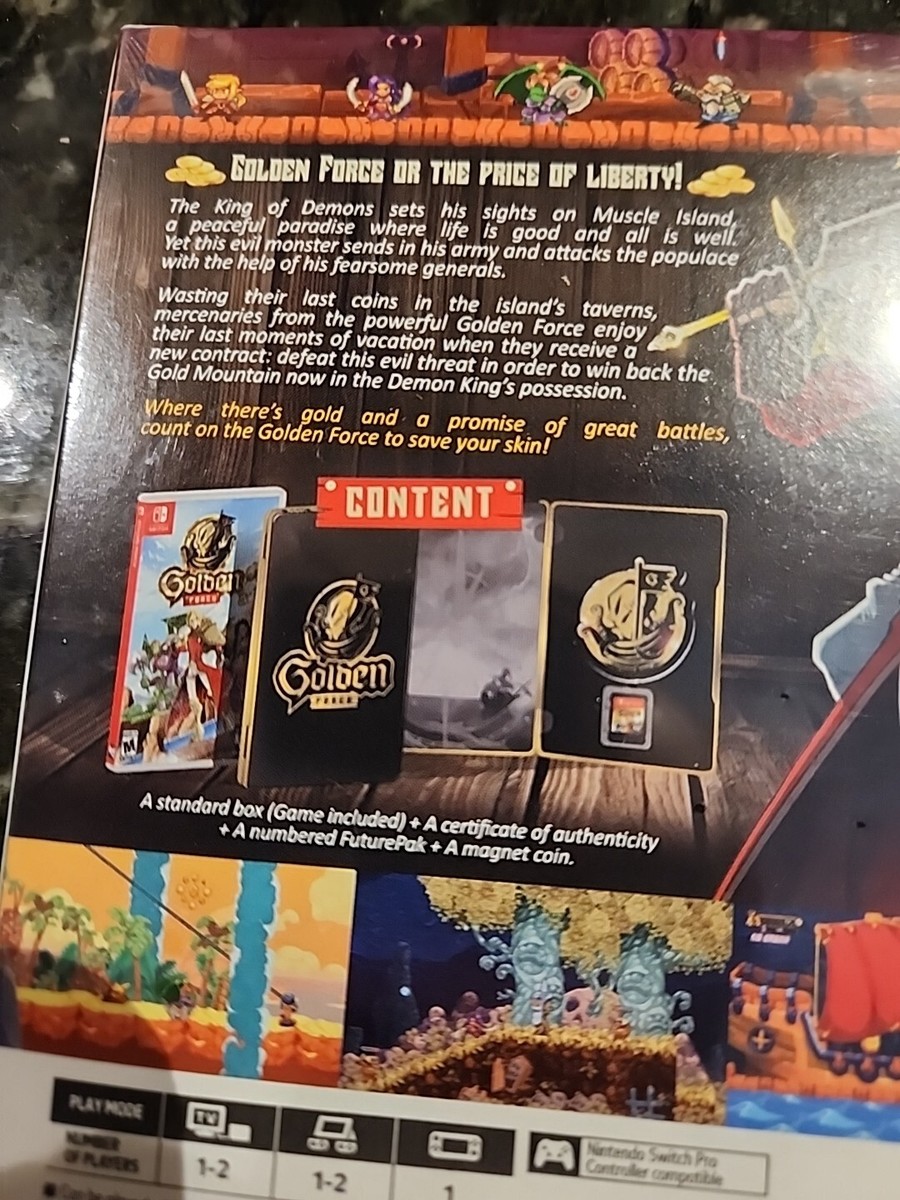 GOLDEN FORCE OR THE PRICE OF LIBERTY!
The King of Demons sets his sights on Muscle Island,
a peaceful paradise where life is good and all is well.
Yet this evil monster sends in his army and attacks the populace
with the help of his fearsome generals.
Wasting their last coins in the island's taverns,
mercenaries from the powerful Golden Force enjoy
their last moments of vacation when they receive a
new contract: defeat this evil threat in order to win back the
Gold Mountain now in the Demon King's possession.
Where there's gold and a promise of great battles,
count on the Golden Force to save your skin!
CONTENT
Golden
FORCE
M
Golden
FORCE
A standard box (Game included) + A certificate of authenticity
+ A numbered FuturePak + A magnet coin.
PLAY MODE
TV
NUMBER
OF PLAYERS
1-2
1-2
1
Nintendo Switch Pro
Controller compatible